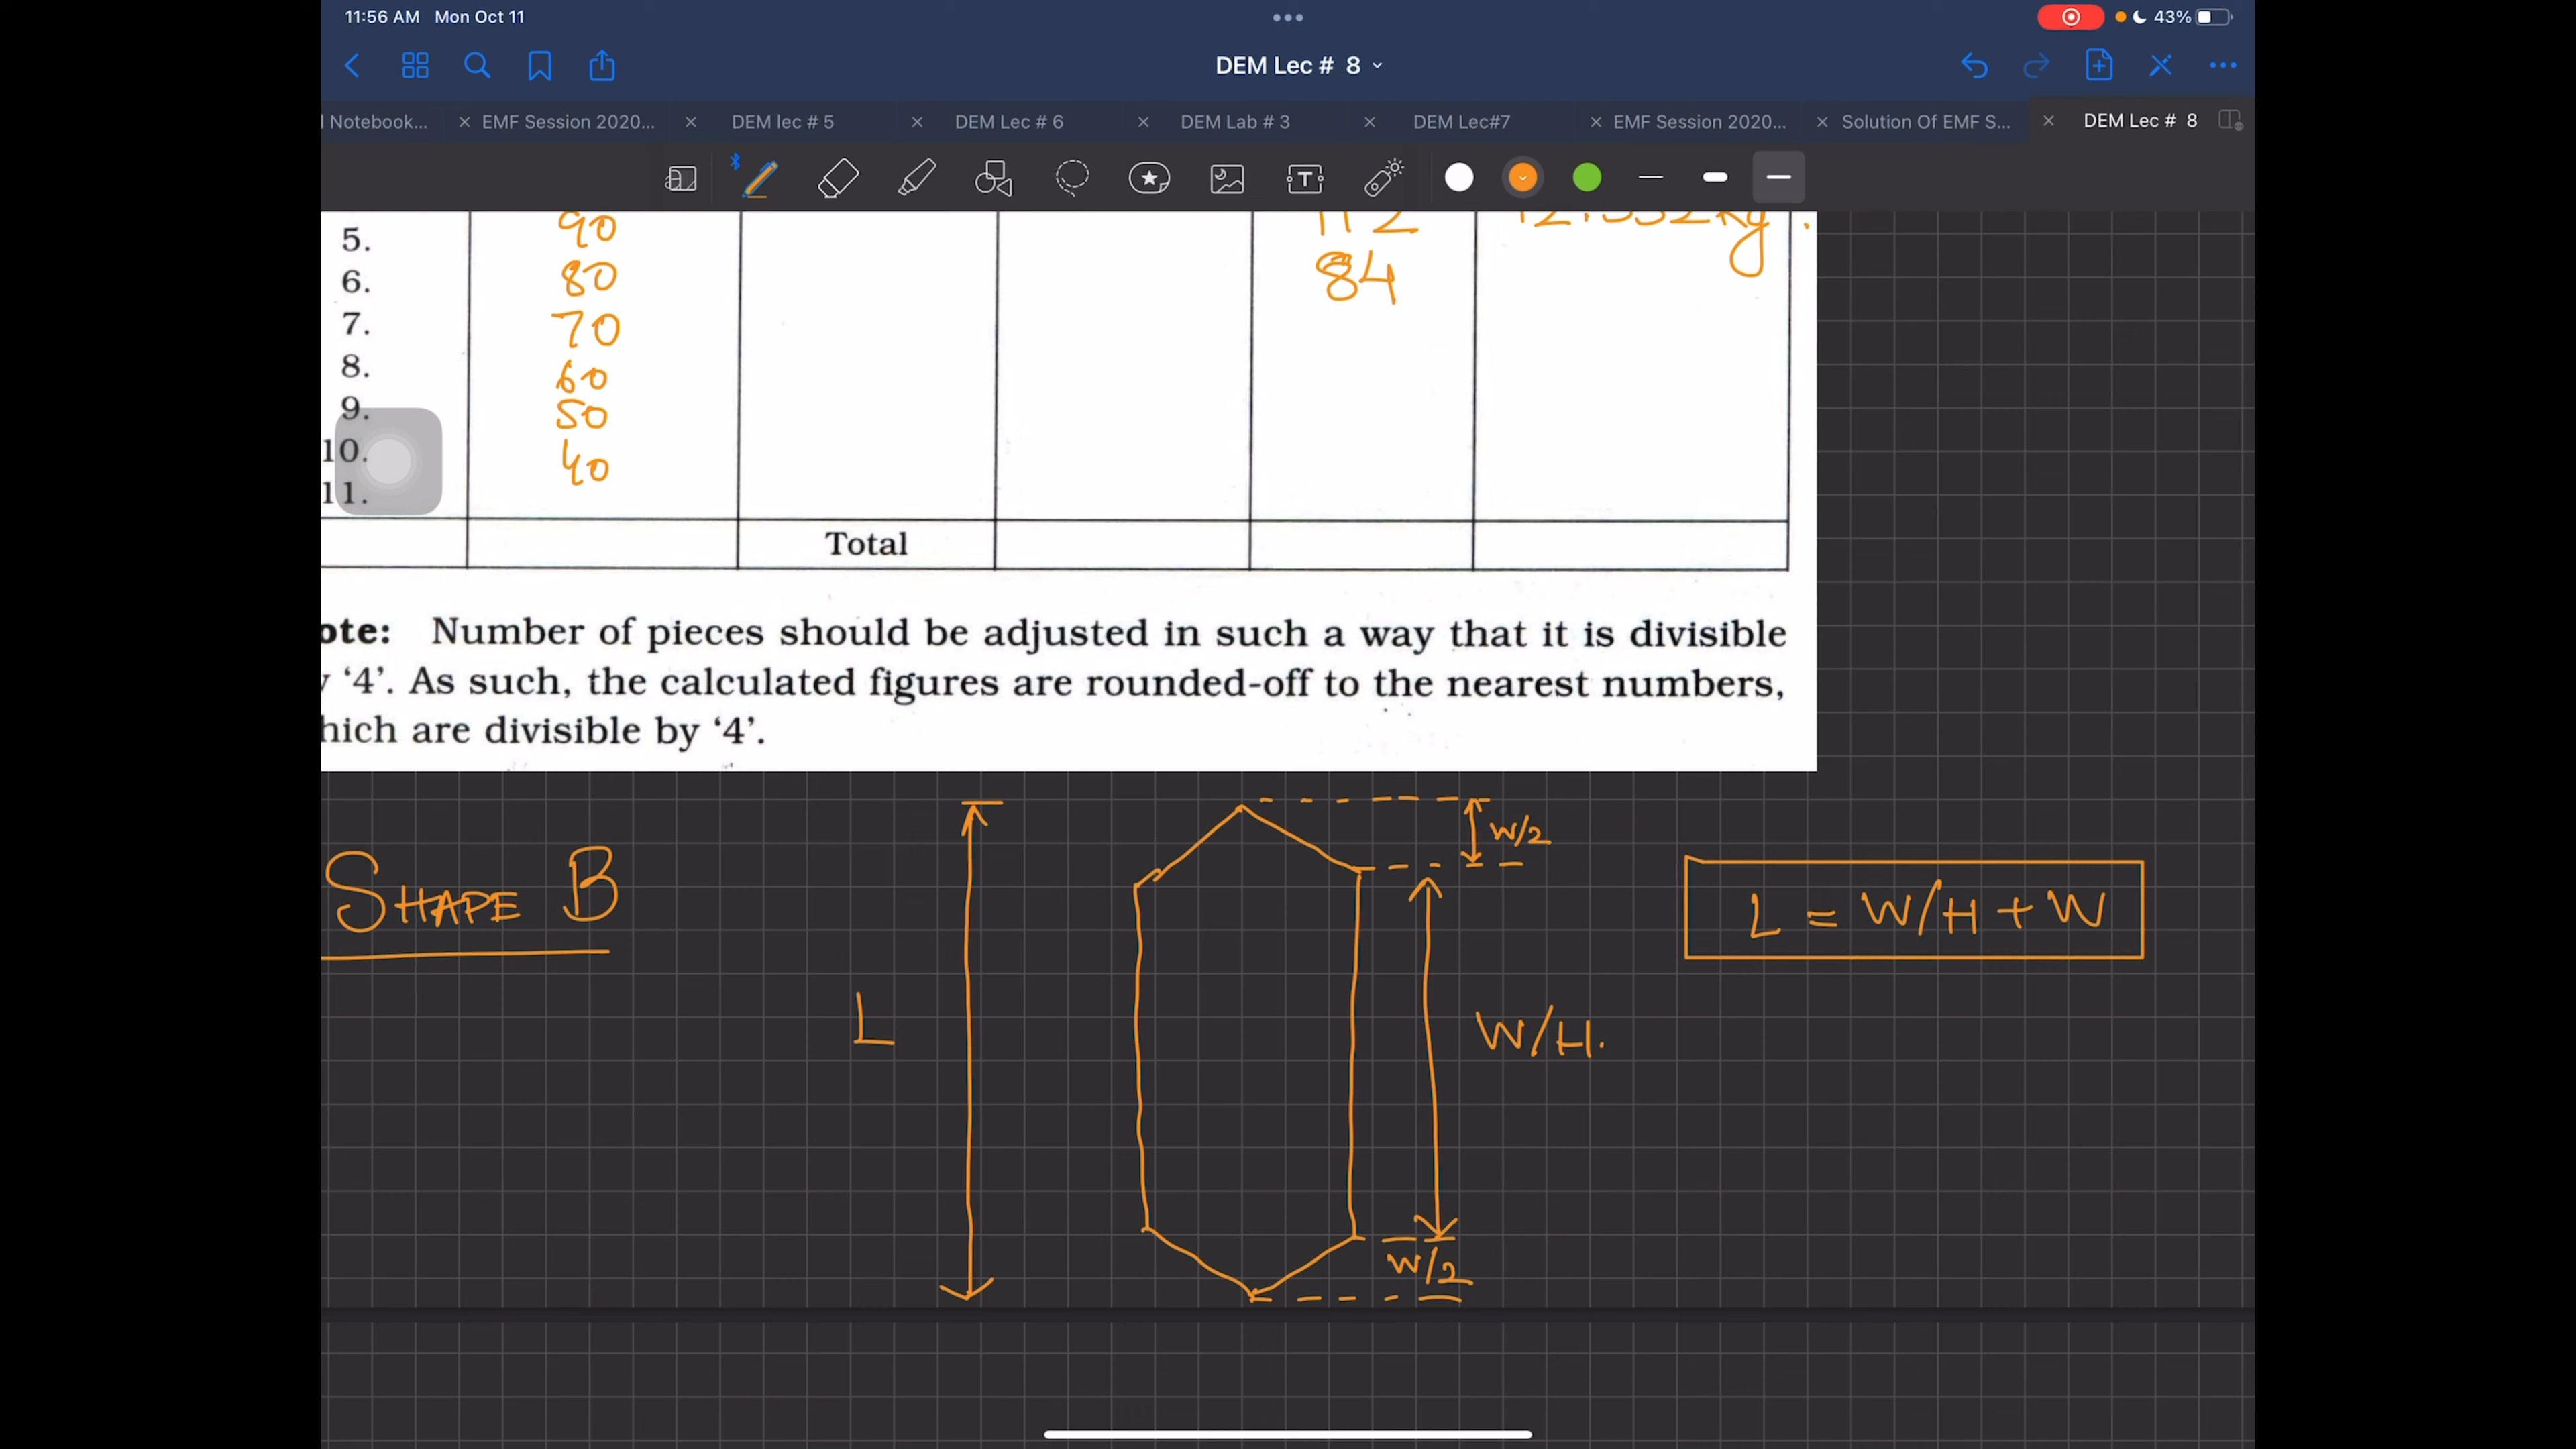 11:56 AM Mon Oct 11
43%
DEM Lec # 8
l Notebook... EMF Session 2020... DEM lec # 5 DEM Lec # 6 DEM Lab # 3 DEM Lec#7 EMF Session 2020... Solution Of EMF S... DEM Lec # 8
5. 90 112
6. 80 84
7. 70
8. 60
9. 50
10. 40
11.
Total
ote: Number of pieces should be adjusted in such a way that it is divisible
‘4’. As such, the calculated figures are rounded-off to the nearest numbers,
hich are divisible by ‘4’.
W/2
SHAPE B
L = W/H + W
L
W/H.
W/2